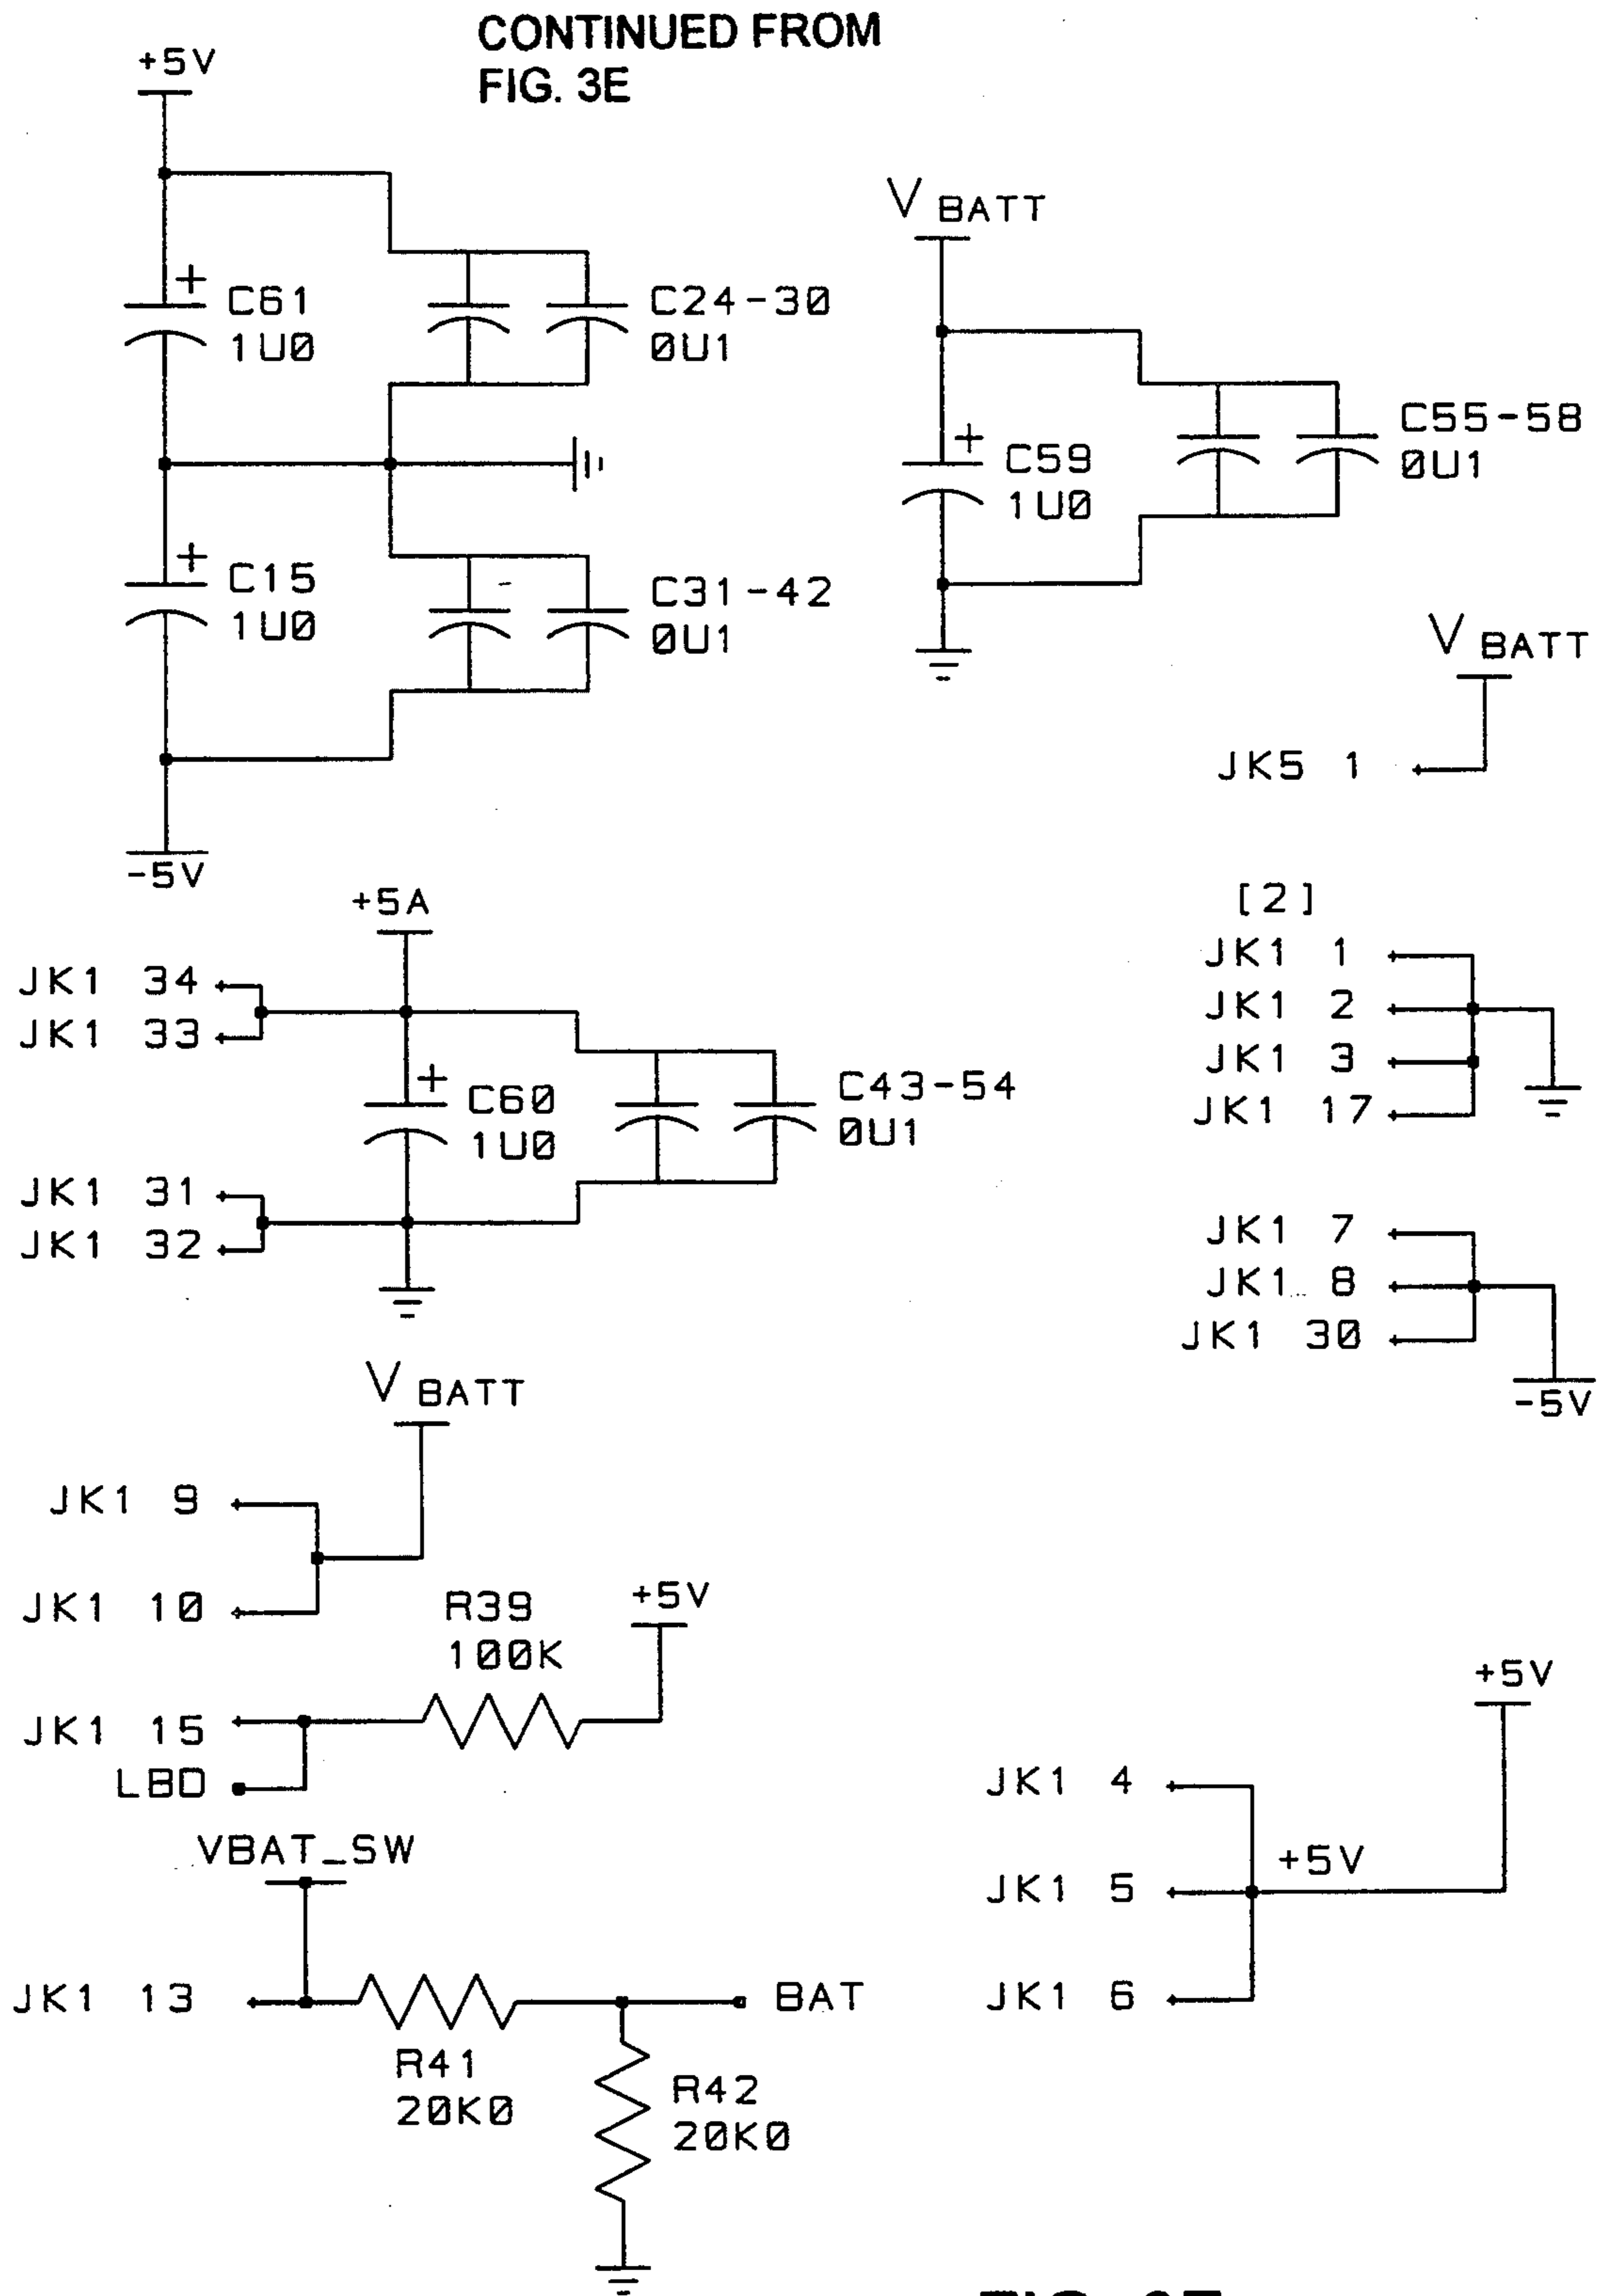 CONTINUED FROM
FIG. 3E
+5V
+
C61
1U0
C24-30
0U1
+
C15
1U0
C31-42
0U1
-5V
V BATT
+
C59
1U0
C55-58
0U1
V BATT
JK5 1
+5A
JK1 34
JK1 33
+
C60
1U0
C43-54
0U1
JK1 31
JK1 32
[2]
JK1 1
JK1 2
JK1 3
JK1 17
JK1 7
JK1 8
JK1 30
-5V
V BATT
JK1 9
JK1 10
R39
100K
+5V
JK1 15
LBO
VBAT_SW
JK1 13
R41
20K0
BAT
R42
20K0
+5V
JK1 4
+5V
JK1 5
JK1 6